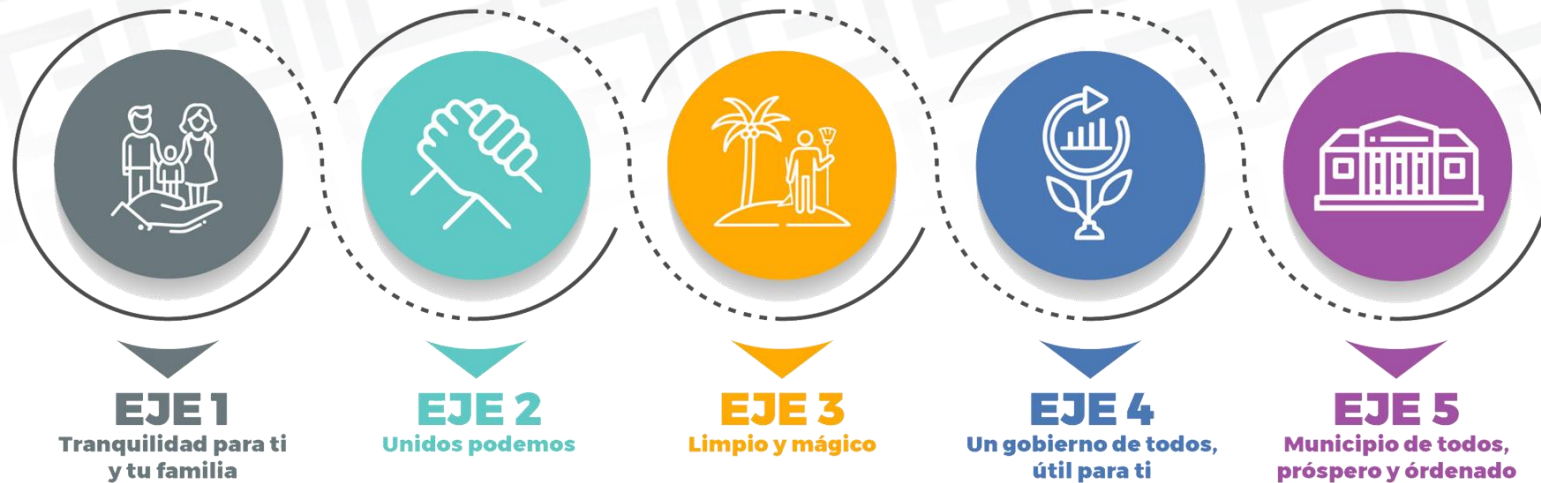 EJE 1
Tranquilidad para ti
y tu familia
EJE 2
Unidos podemos
EJE 3
Limpio y mágico
EJE 4
Un gobierno de todos,
útil para ti
EJE 5
Municipio de todos,
próspero y órdenado